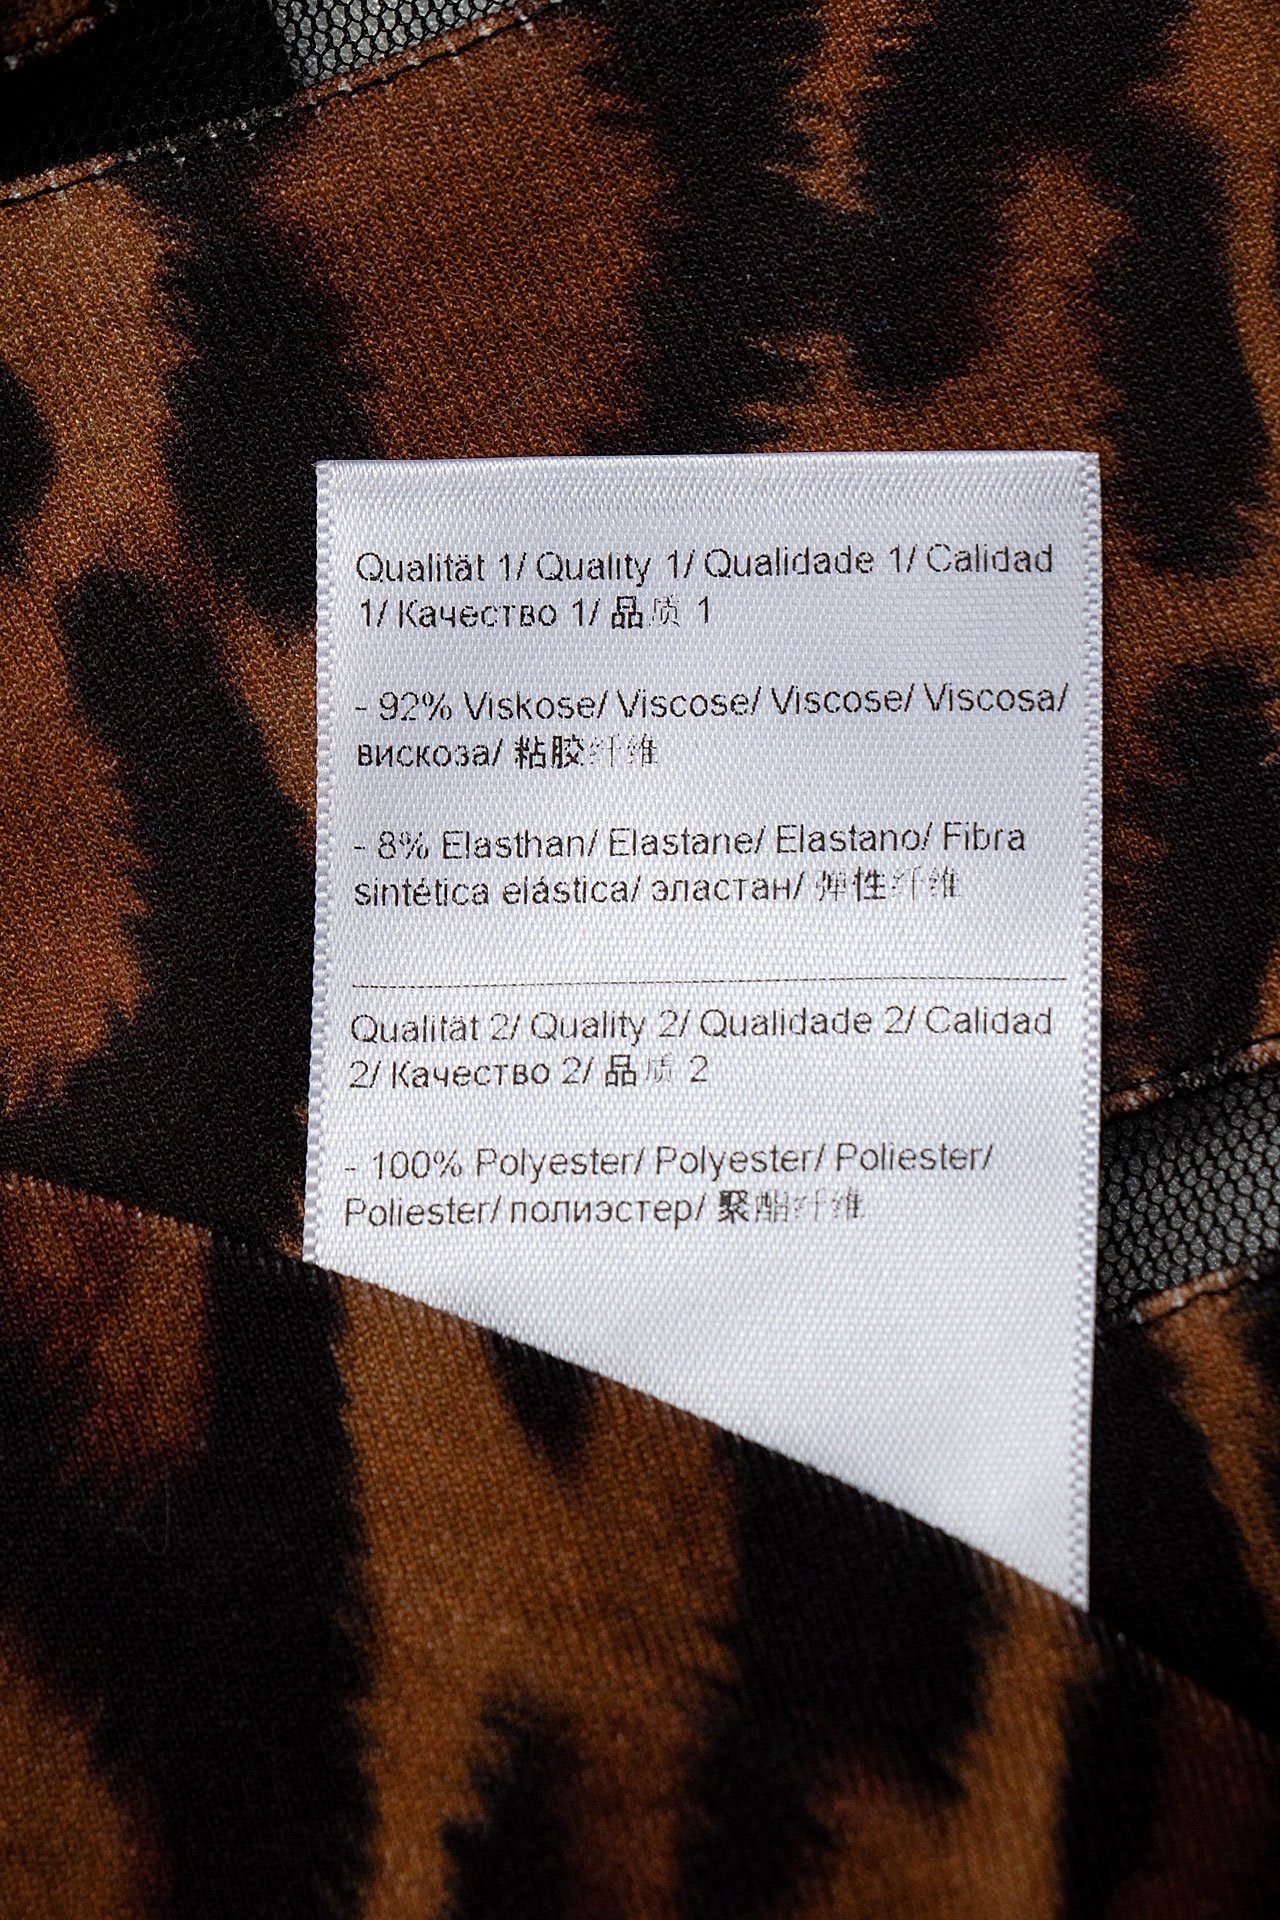 Qualität 1/ Quality 1/ Qualidade 1/ Calidad
1/ Качество 1/ 品质 1
- 92% Viskose/ Viscose/ Viscose/ Viscosa/
вискоза/ 粘胶纤维
- 8% Elasthan/ Elastane/ Elastano/ Fibra
sintética elástica/ эластан/ 弹性纤维
Qualität 2/ Quality 2/ Qualidade 2/ Calidad
2/ Качество 2/ 品质 2
- 100% Polyester/ Polyester/ Poliester/
Poliester/ полиэстер/ 聚酯纤维